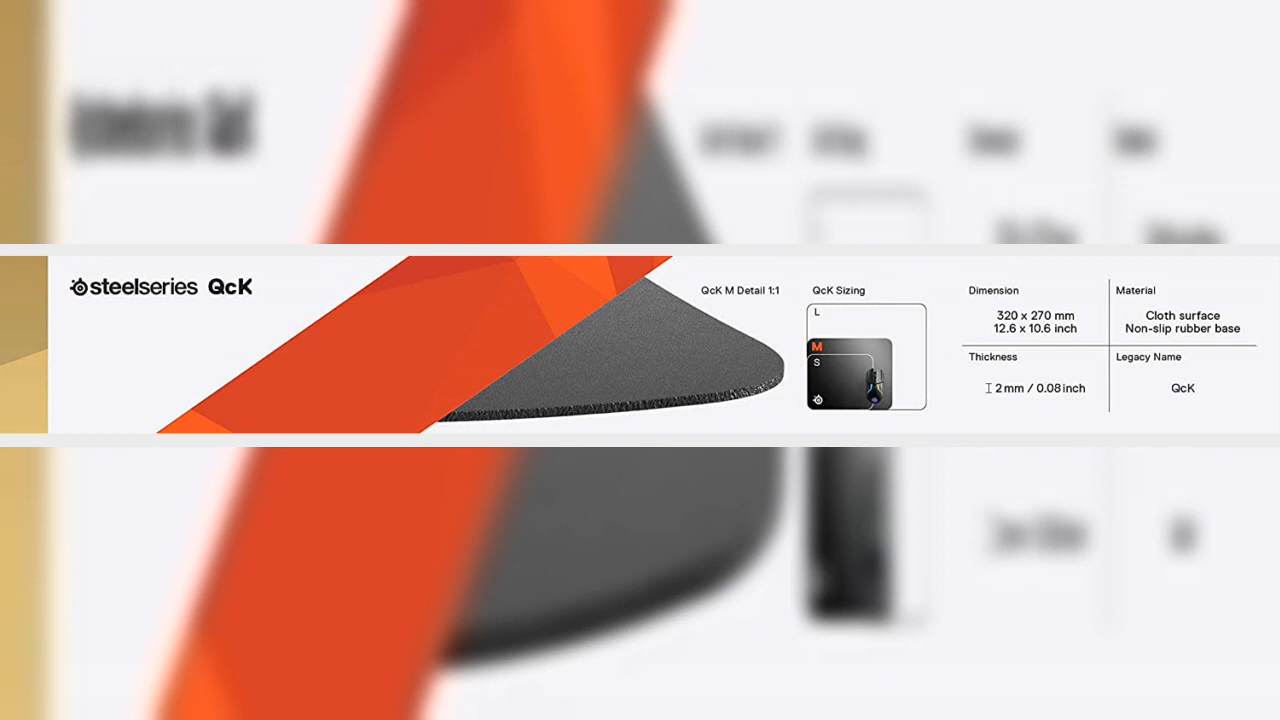 steelseries QcK
QcK M Detail 1:1
QcK Sizing
L
M
S
Dimension
320 x 270 mm
12.6 x 10.6 inch
Material
Cloth surface
Non-slip rubber base
Thickness
2 mm / 0.08 inch
Legacy Name
QcK